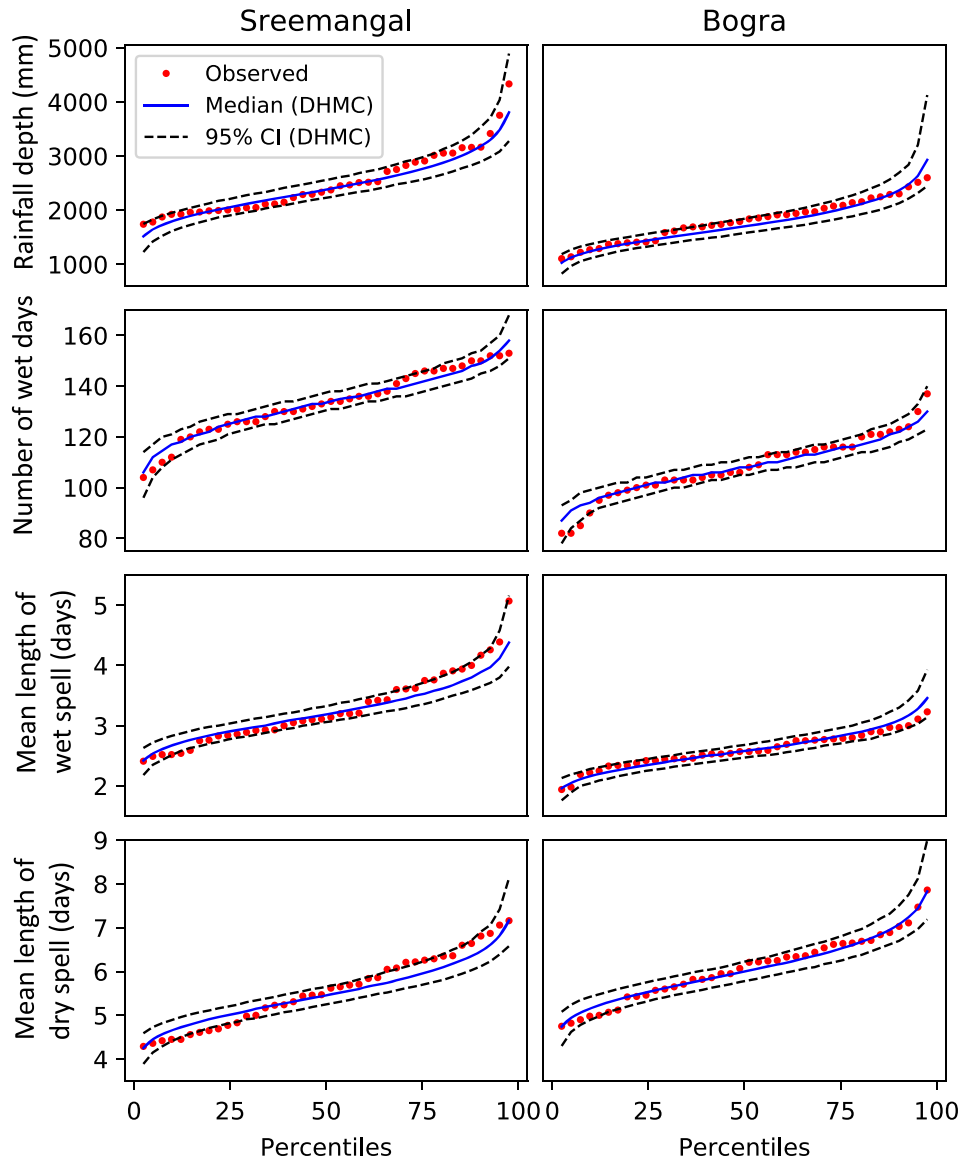 Sreemangal
Bogra
Rainfall depth (mm)
5000
4000
3000
2000
1000
Observed
Median (DHMC)
95% CI (DHMC)
Number of wet days
160
140
120
100
80
Mean length of
wet spell (days)
5
4
3
2
Mean length of
dry spell (days)
9
8
7
6
5
4
0
25
50
75
100
0
25
50
75
100
Percentiles
Percentiles